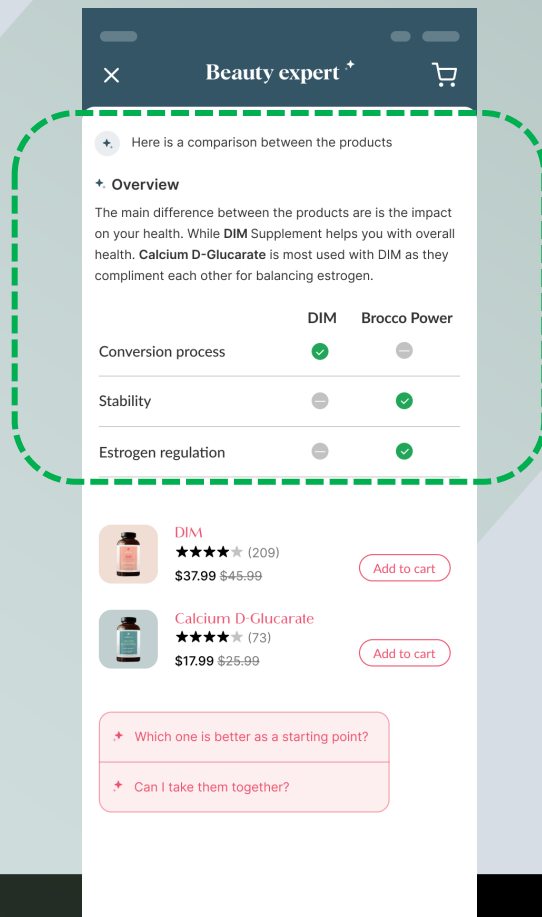 Beauty expert
Here is a comparison between the products
Overview
The main difference between the products are is the impact
on your health. While DIM Supplement helps you with overall
health. Calcium D-Glucarate is most used with DIM as they
compliment each other for balancing estrogen.
DIM Brocco Power
Conversion process
Stability
Estrogen regulation
DIM
(209)
$37.99 $45.99
Add to cart
Calcium D-Glucarate
(73)
$17.99 $25.99
Add to cart
Which one is better as a starting point?
Can I take them together?